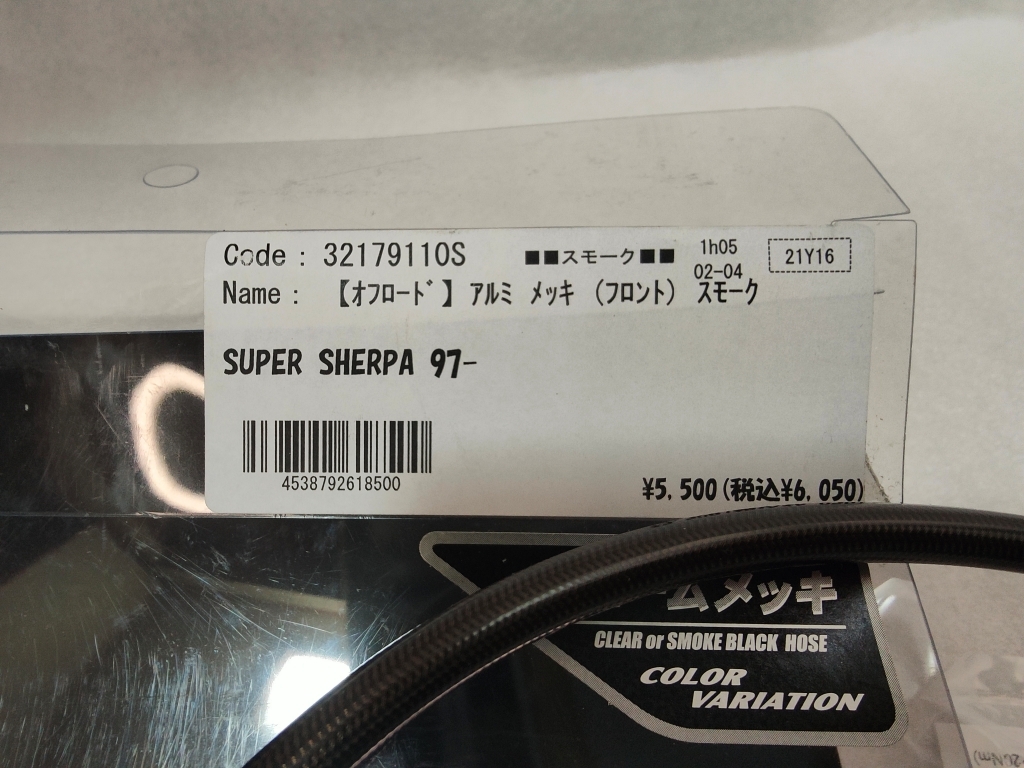 Code : 32179110S ■■スモーク■■ 1h05 21Y16
02-04
Name : 【ｵﾌﾛｰﾄﾞ】ｱﾙﾐ ﾒｯｷ (ﾌﾛﾝﾄ) ｽﾓｰｸ
SUPER SHERPA 97-
4538792618500
¥5,500(税込¥6,050)
ームメッキ
CLEAR or SMOKE BLACK HOSE
COLOR
VARIATION